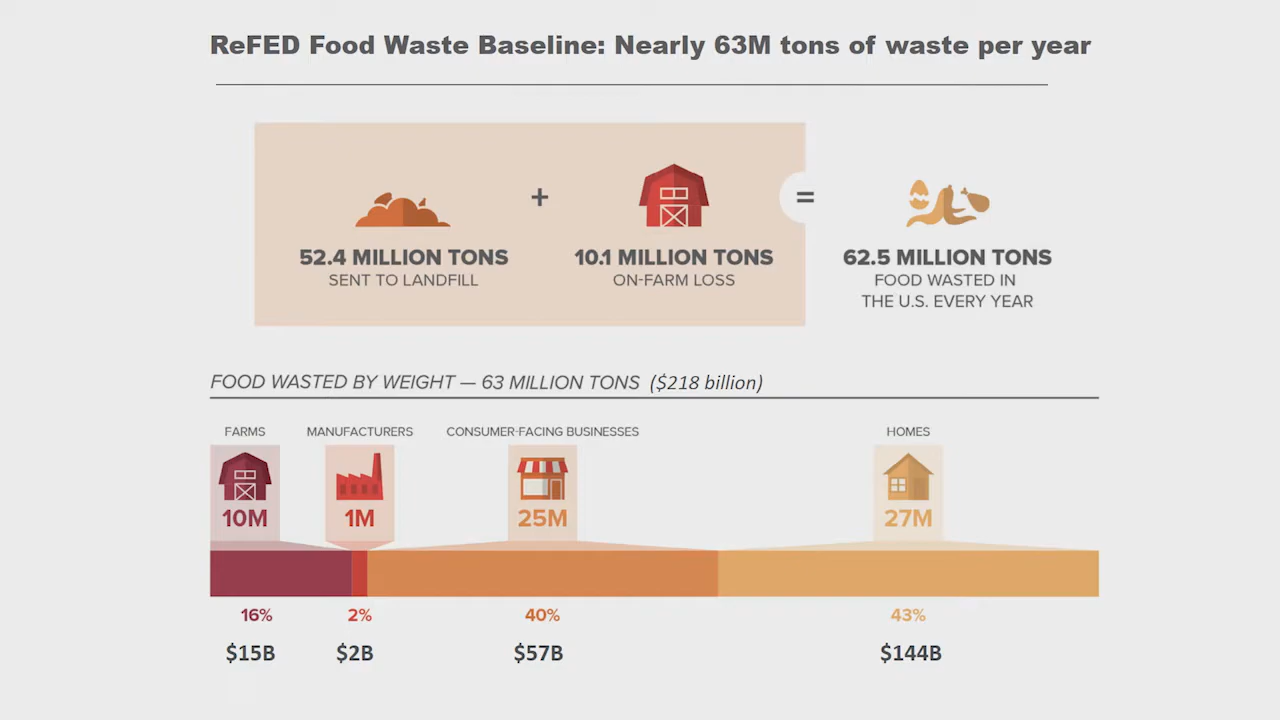 ReFED Food Waste Baseline: Nearly 63M tons of waste per year
+
=
52.4 MILLION TONS
SENT TO LANDFILL
10.1 MILLION TONS
ON-FARM LOSS
62.5 MILLION TONS
FOOD WASTED IN
THE U.S. EVERY YEAR
FOOD WASTED BY WEIGHT — 63 MILLION TONS ($218 billion)
FARMS
MANUFACTURERS
CONSUMER-FACING BUSINESSES
HOMES
10M
1M
25M
27M
16%
2%
40%
43%
$15B
$2B
$57B
$144B